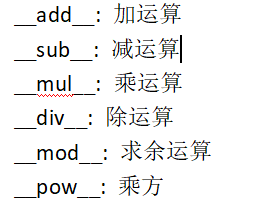 __add__: 加运算
__sub__: 减运算
__mul__: 乘运算
__div__: 除运算
__mod__: 求余运算
__pow__: 乘方